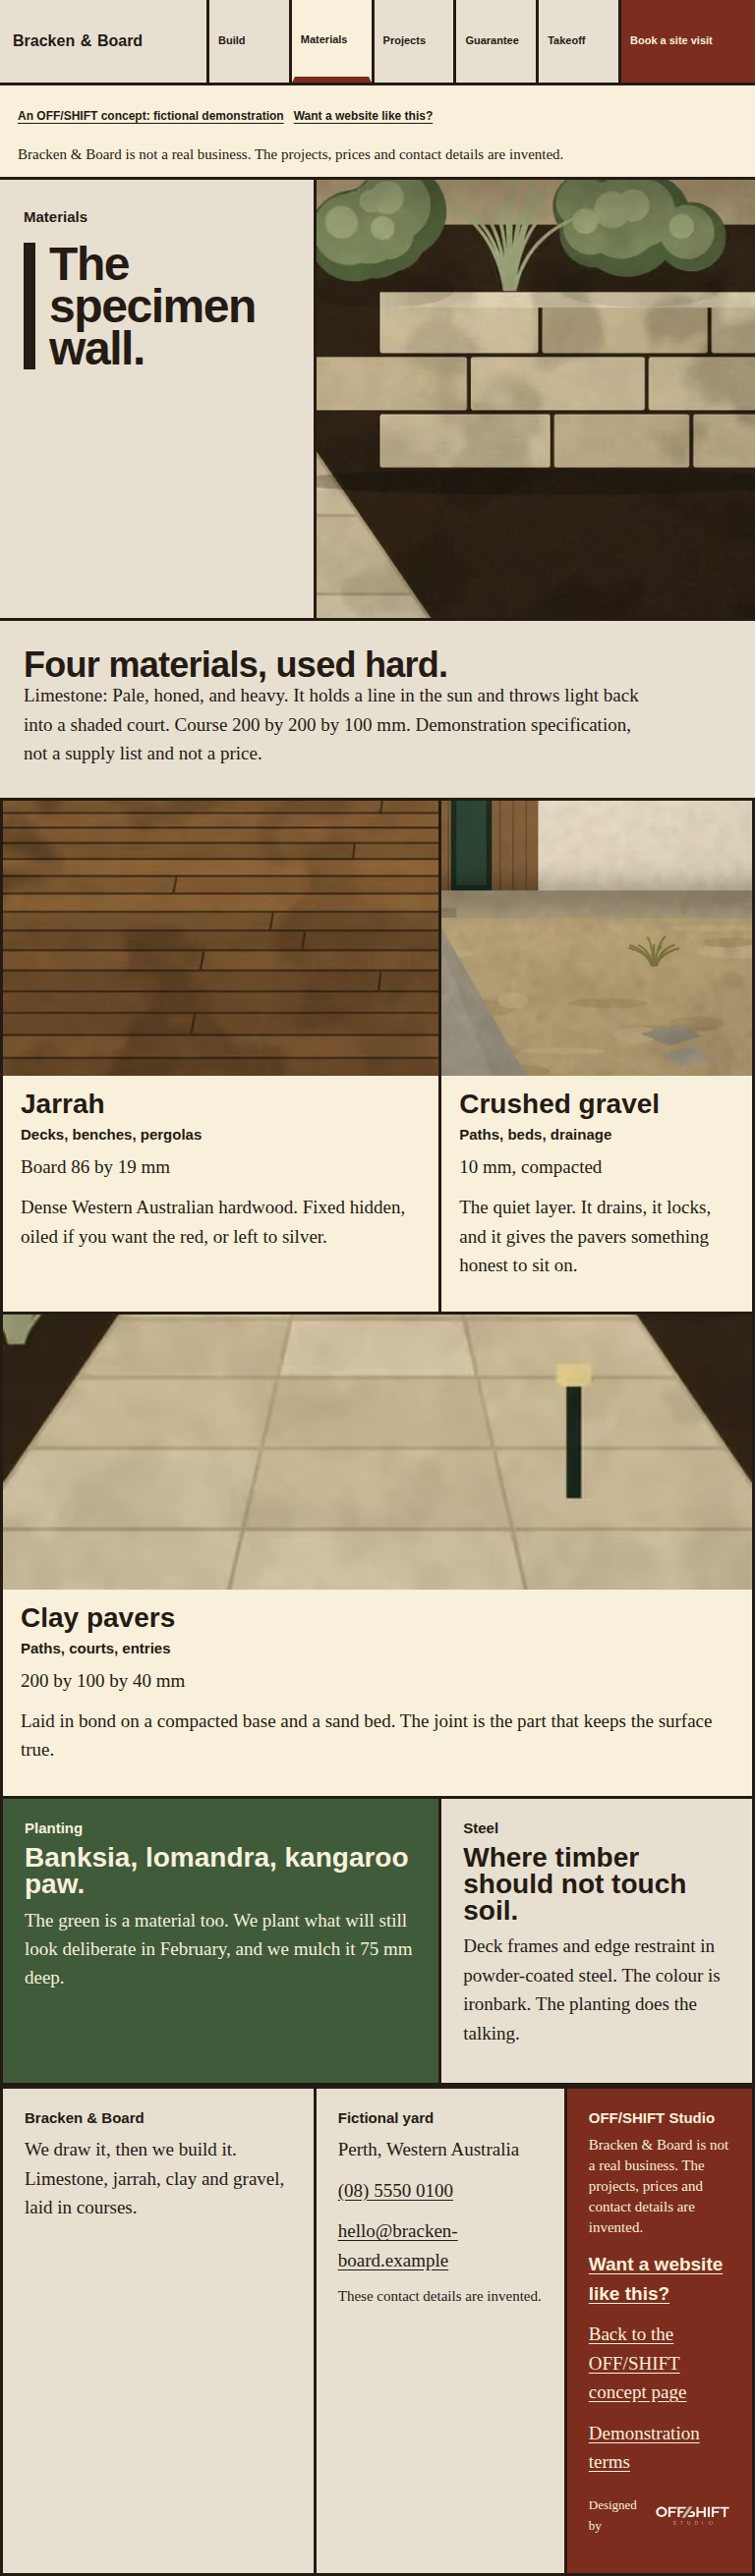 Bracken & Board
Build
Materials
Projects
Guarantee
Takeoff
Book a site visit
An OFF/SHIFT concept: fictional demonstration Want a website like this?
Bracken & Board is not a real business. The projects, prices and contact details are invented.
Materials
The
specimen
wall.
Four materials, used hard.
Limestone: Pale, honed, and heavy. It holds a line in the sun and throws light back
into a shaded court. Course 200 by 200 by 100 mm. Demonstration specification,
not a supply list and not a price.
Jarrah
Decks, benches, pergolas
Board 86 by 19 mm
Dense Western Australian hardwood. Fixed hidden,
oiled if you want the red, or left to silver.
Crushed gravel
Paths, beds, drainage
10 mm, compacted
The quiet layer. It drains, it locks,
and it gives the pavers something
honest to sit on.
Clay pavers
Paths, courts, entries
200 by 100 by 40 mm
Laid in bond on a compacted base and a sand bed. The joint is the part that keeps the surface
true.
Planting
Banksia, lomandra, kangaroo
paw.
The green is a material too. We plant what will still
look deliberate in February, and we mulch it 75 mm
deep.
Steel
Where timber
should not touch
soil.
Deck frames and edge restraint in
powder-coated steel. The colour is
ironbark. The planting does the
talking.
Bracken & Board
We draw it, then we build it.
Limestone, jarrah, clay and gravel,
laid in courses.
Fictional yard
Perth, Western Australia
(08) 5550 0100
hello@bracken-
board.example
These contact details are invented.
OFF/SHIFT Studio
Bracken & Board is not
a real business. The
projects, prices and
contact details are
invented.
Want a website
like this?
Back to the
OFF/SHIFT
concept page
Demonstration
terms
Designed
by
OFF/SHIFT
STUDIO